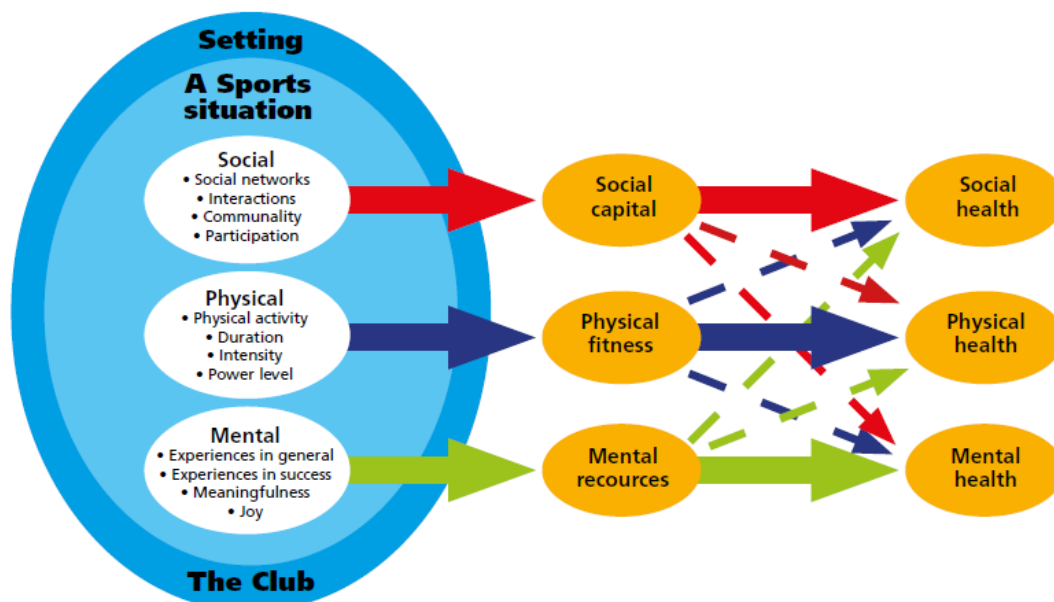 Setting
A Sports
situation
Social
• Social networks
• Interactions
• Communality
• Participation
Physical
• Physical activity
• Duration
• Intensity
• Power level
Mental
• Experiences in general
• Experiences in success
• Meaningfulness
• Joy
The Club
Social
capital
Physical
fitness
Mental
recources
Social
health
Physical
health
Mental
health